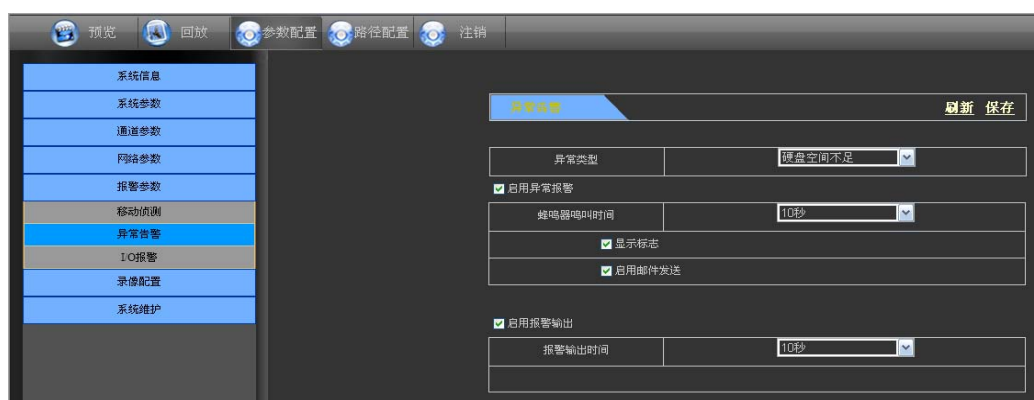 预览 回放 参数配置 路径配置 注销
系统信息
系统参数
通道参数
网络参数
报警参数
移动侦测
异常告警
I/O报警
录像配置
系统维护
异常告警 刷新 保存
异常类型 硬盘空间不足
启用异常报警
蜂鸣器鸣叫时间 10秒
显示标志
启用邮件发送
启用报警输出
报警输出时间 10秒